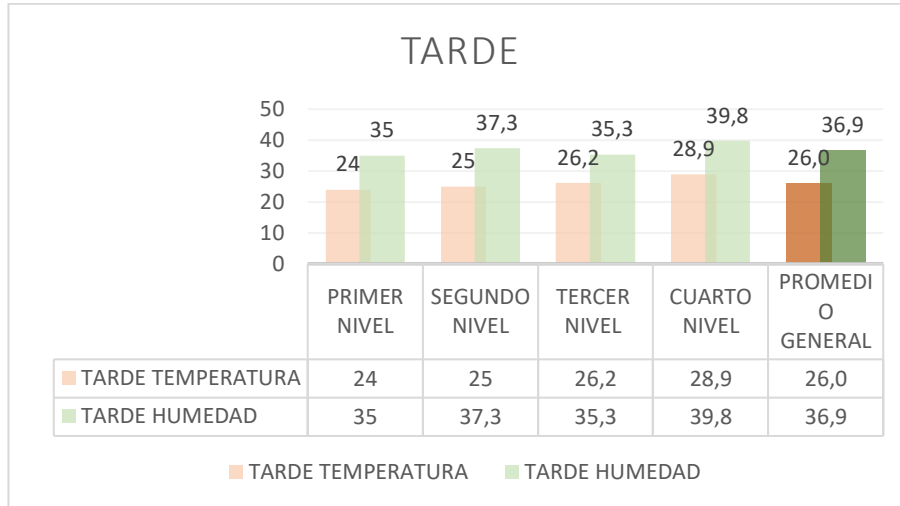 TARDE
50
40
30
20
10
0
24 35 25 37,3 26,2 35,3 28,9 39,8 26,0 36,9
PRIMER NIVEL
SEGUNDO NIVEL
TERCER NIVEL
CUARTO NIVEL
PROMEDI
O
GENERAL
TARDE TEMPERATURA 24 25 26,2 28,9 26,0
TARDE HUMEDAD 35 37,3 35,3 39,8 36,9
TARDE TEMPERATURA TARDE HUMEDAD